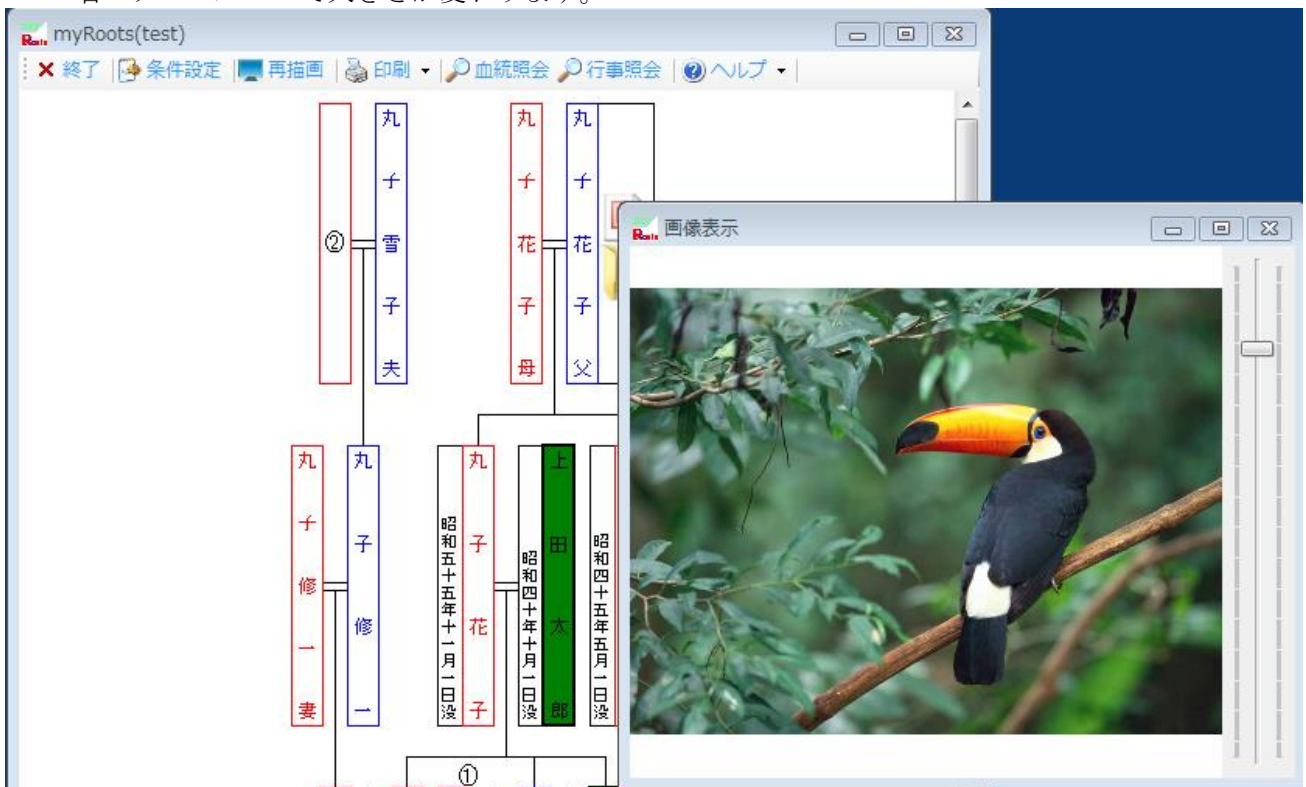 myRoots(test)
終了 条件設定 再描画 印刷 血統照会 行事照会 ヘルプ
丸子花子父
丸子花子母
丸子雪子夫
②
画像表示
昭和四十五年五月一日没
上田太郎
昭和四十年十月一日没
丸子花子
昭和五十五年十一月一日没
丸子修一
丸子修一妻
①